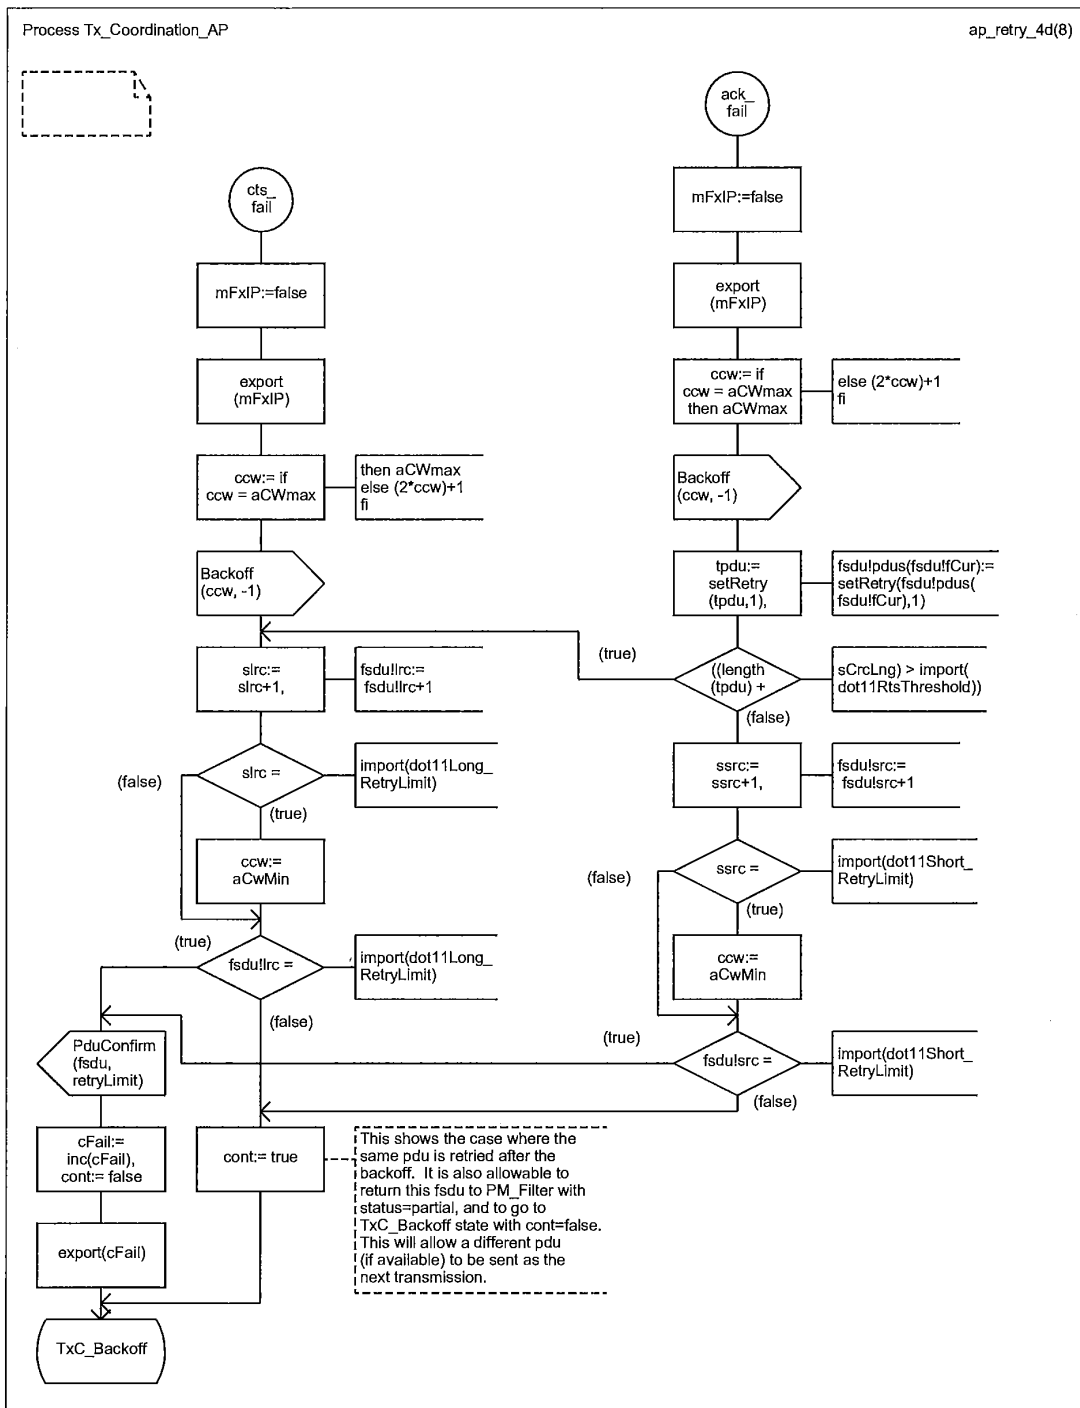 Process Tx_Coordination_AP
ap_retry_4d(8)
cts_
fail
mFxIP:=false
export
(mFxIP)
ccw:= if
ccw = aCWmax
then aCWmax
else (2*ccw)+1
fi
Backoff
(ccw, -1)
slrc:=
slrc+1,
fsdu!lrc:=
fsdu!lrc+1
slrc =
import(dot11Long_
RetryLimit)
(false)
(true)
ccw:=
aCwMin
fsdu!lrc =
import(dot11Long_
RetryLimit)
(true)
(false)
PduConfirm
(fsdu,
retryLimit)
cFail:=
inc(cFail),
cont:= false
export(cFail)
TxC_Backoff
cont:= true
This shows the case where the
same pdu is retried after the
backoff. It is also allowable to
return this fsdu to PM_Filter with
status=partial, and to go to
TxC_Backoff state with cont=false.
This will allow a different pdu
(if available) to be sent as the
next transmission.
ack_
fail
mFxIP:=false
export
(mFxIP)
ccw:= if
ccw = aCWmax
then aCWmax
else (2*ccw)+1
fi
Backoff
(ccw, -1)
tpdu:=
setRetry
(tpdu,1),
fsdu!pdus(fsdu!fCur):=
setRetry(fsdu!pdus(
fsdu!fCur),1)
((length
(tpdu) +
sCrcLng) > import(
dot11RtsThreshold))
(true)
(false)
ssrc:=
ssrc+1,
fsdu!src:=
fsdu!src+1
ssrc =
import(dot11Short_
RetryLimit)
(false)
(true)
ccw:=
aCwMin
fsdu!src =
import(dot11Short_
RetryLimit)
(true)
(false)